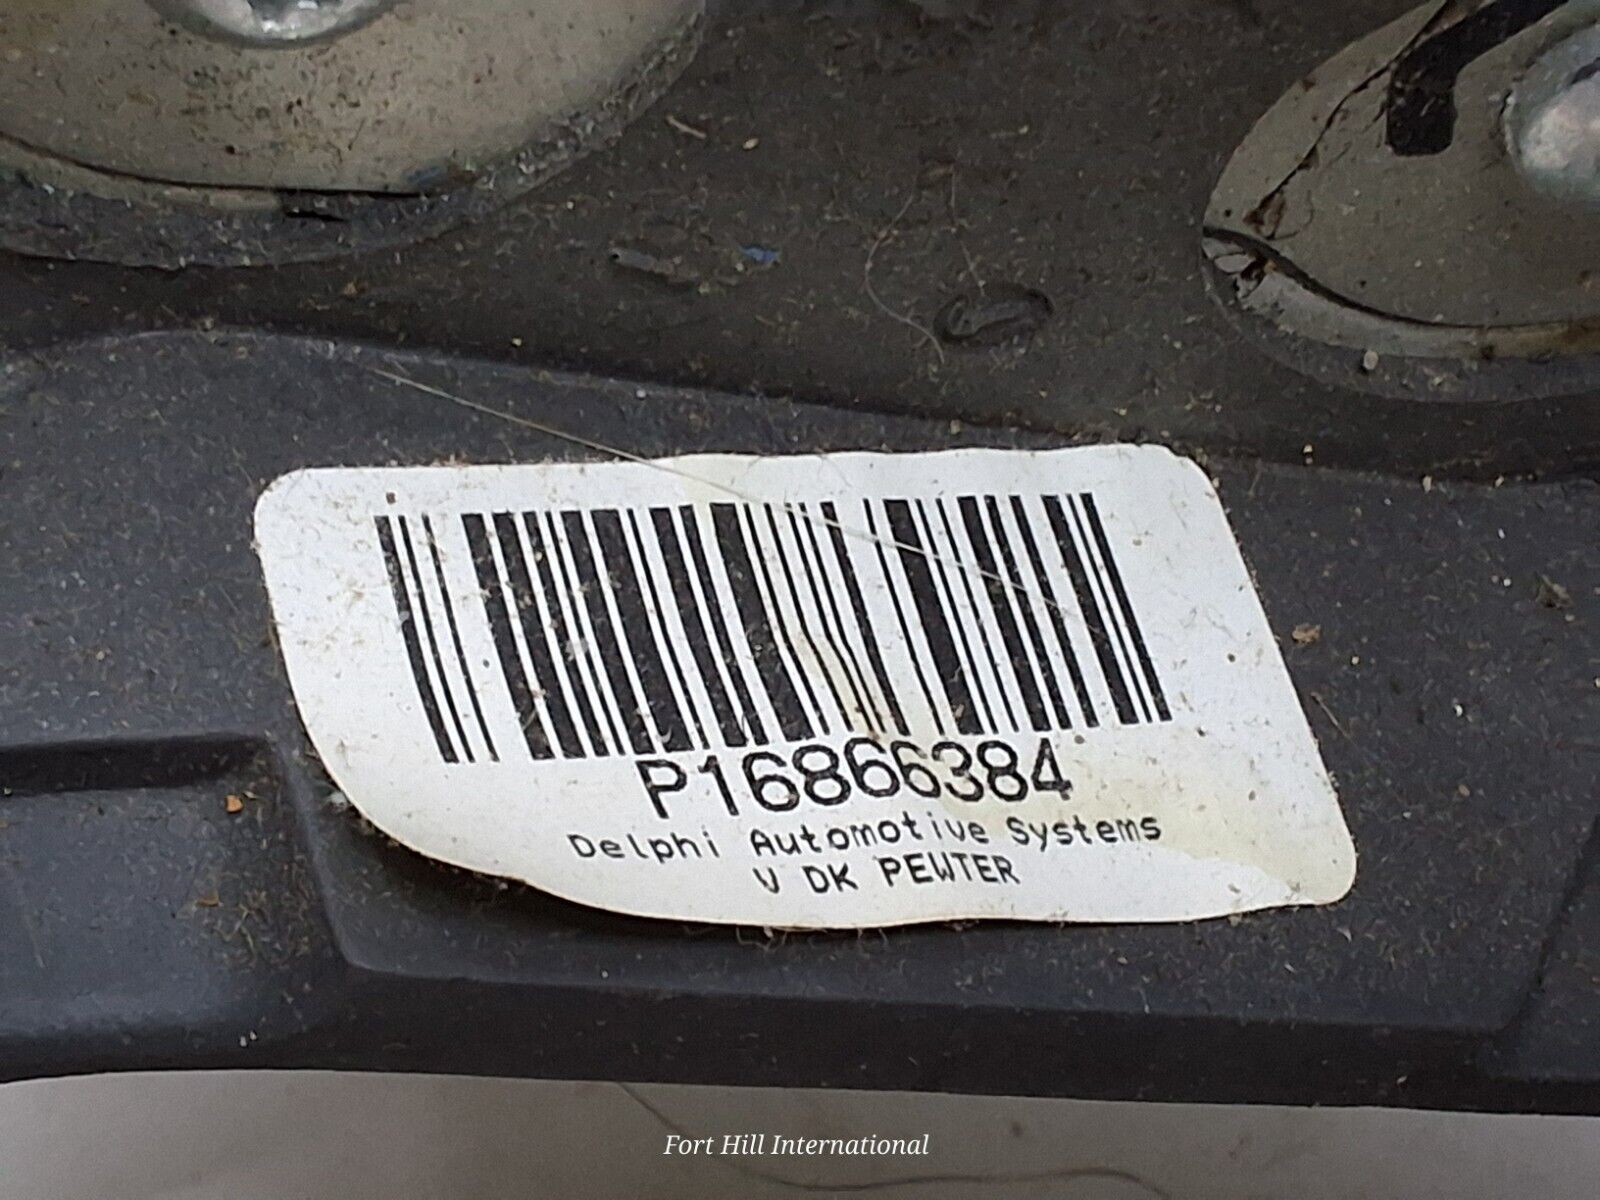 P16866384
Delphi Automotive Systems
V DK PEWTER
Fort Hill International